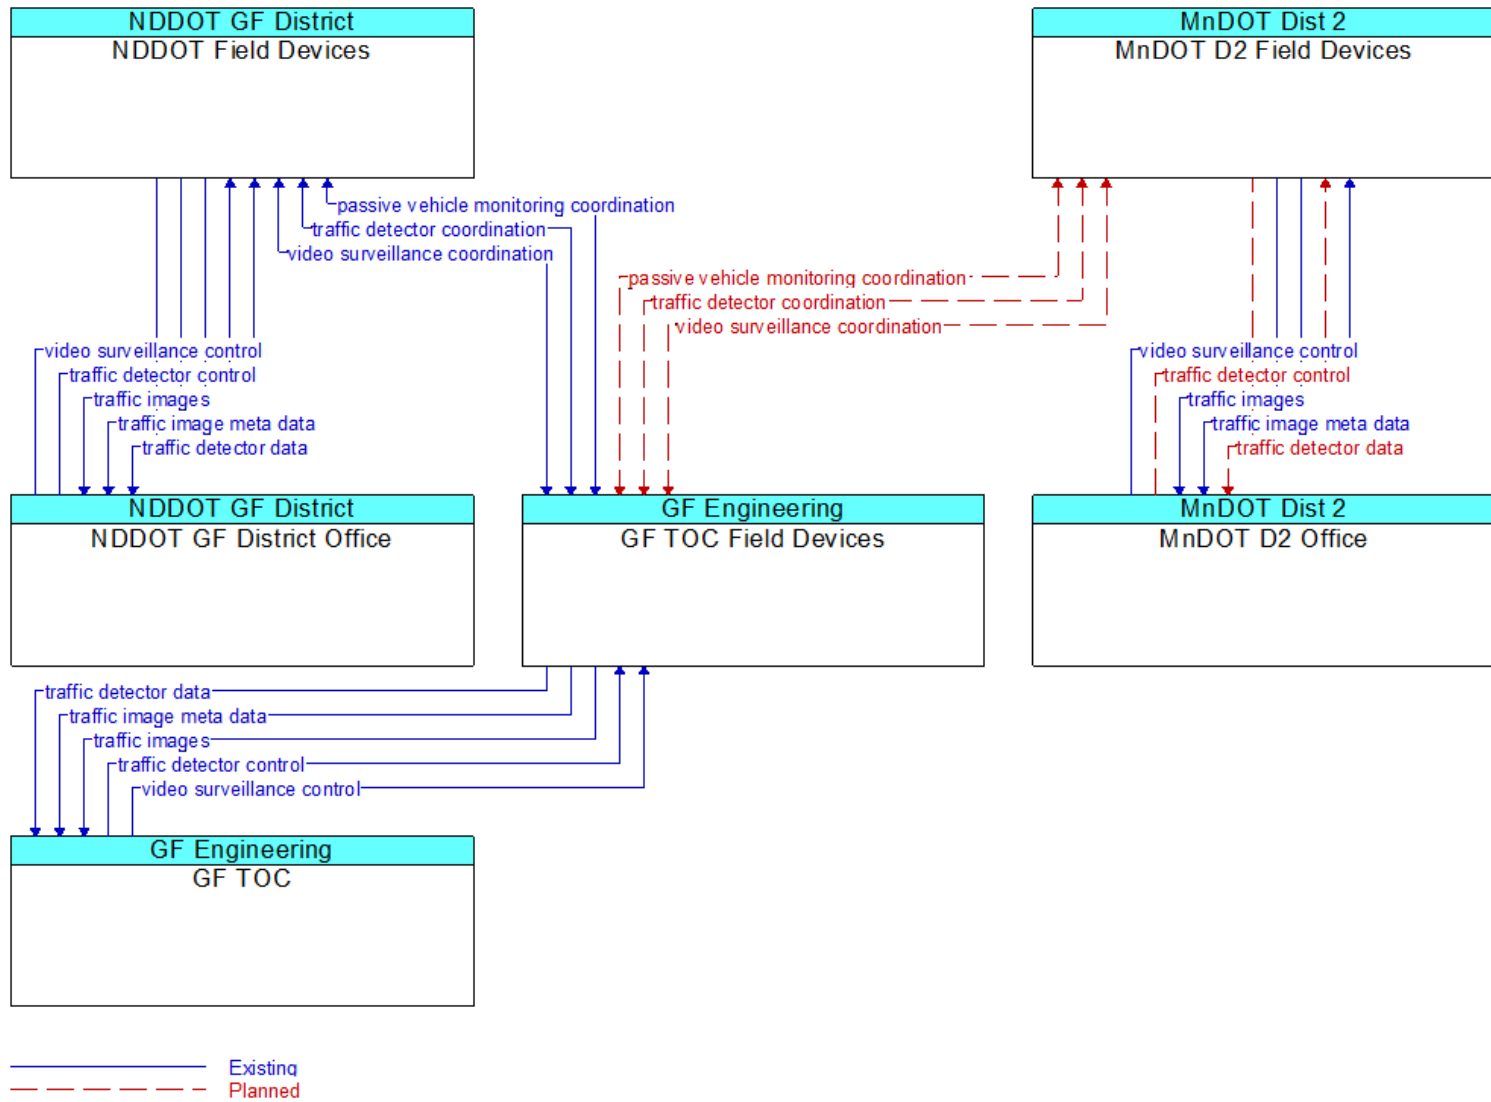 NDDOT GF District
NDDOT Field Devices
MnDOT Dist 2
MnDOT D2 Field Devices
passive vehicle monitoring coordination
traffic detector coordination
video surveillance coordination
passive vehicle monitoring coordination
traffic detector coordination
video surveillance coordination
video surveillance control
traffic detector control
traffic images
traffic image meta data
traffic detector data
video surveillance control
traffic detector control
traffic images
traffic image meta data
traffic detector data
NDDOT GF District
NDDOT GF District Office
GF Engineering
GF TOC Field Devices
MnDOT Dist 2
MnDOT D2 Office
traffic detector data
traffic image meta data
traffic images
traffic detector control
video surveillance control
GF Engineering
GF TOC
Existing
Planned